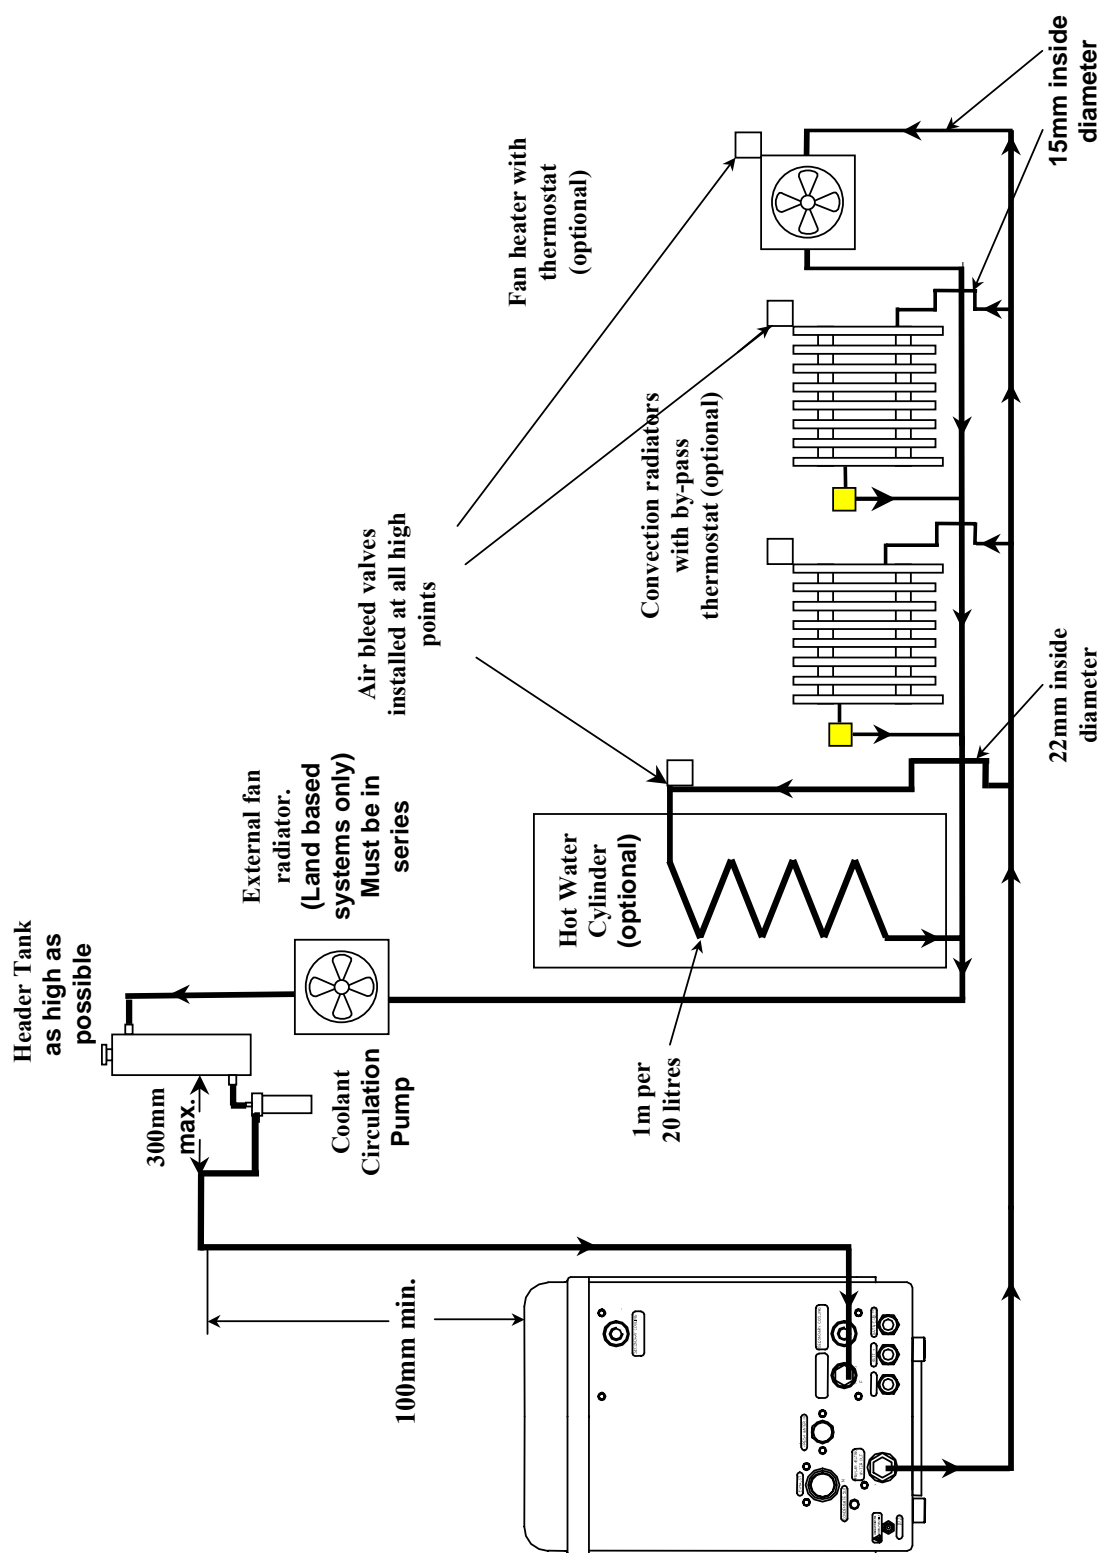 Header Tank
as high as
possible
300mm
max.
Coolant
Circulation
Pump
External fan
radiator.
(Land based
systems only)
Must be in
series
100mm min.
Air bleed valves
installed at all high
points
Fan heater with
thermostat
(optional)
Hot Water
Cylinder
(optional)
1m per
20 litres
Convection radiators
with by-pass
thermostat (optional)
22mm inside
diameter
15mm inside
diameter